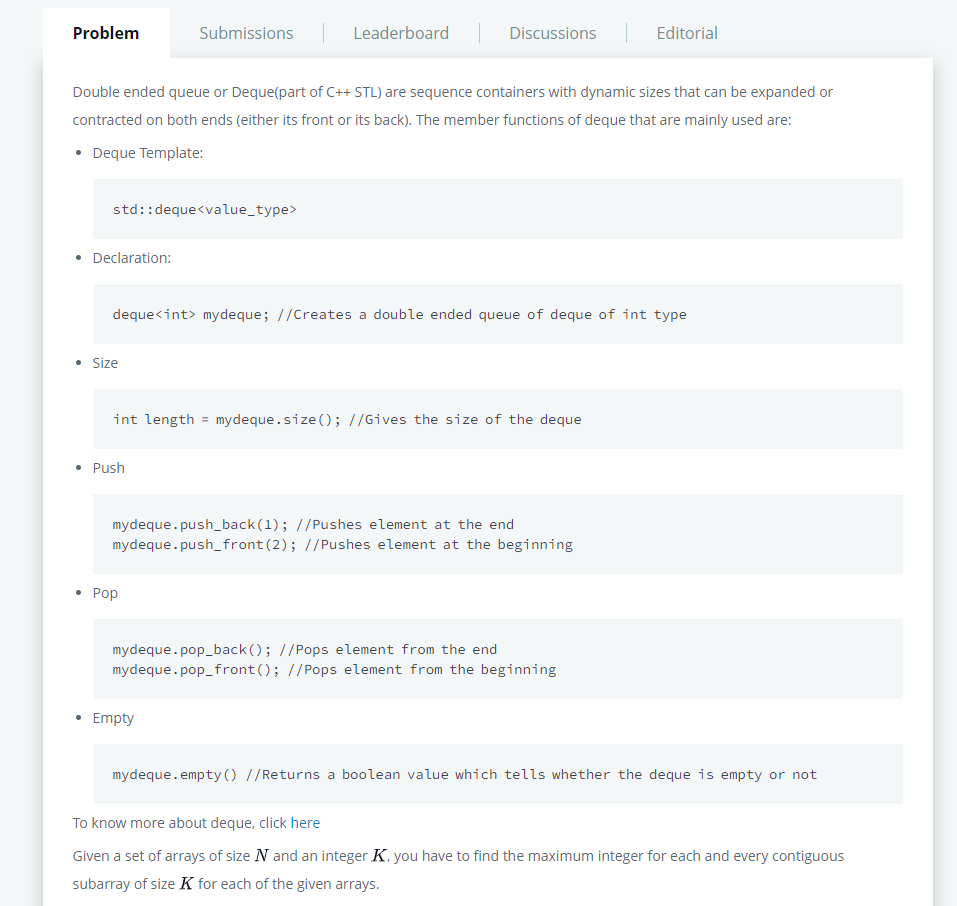 Problem
Submissions
Leaderboard
Discussions
Editorial
Double ended queue or Deque(part of C++ STL) are sequence containers with dynamic sizes that can be expanded or
contracted on both ends (either its front or its back). The member functions of deque that are mainly used are:
• Deque Template:
std::deque<value_type>
• Declaration:
deque<int> mydeque; //Creates a double ended queue of deque of int type
• Size
int length = mydeque.size(); //Gives the size of the deque
• Push
mydeque.push_back(1); //Pushes element at the end
mydeque.push_front(2); //Pushes element at the beginning
• Pop
mydeque.pop_back(); //Pops element from the end
mydeque.pop_front(); //Pops element from the beginning
• Empty
mydeque.empty() //Returns a boolean value which tells whether the deque is empty or not
To know more about deque, click here
Given a set of arrays of size N and an integer K, you have to find the maximum integer for each and every contiguous
subarray of size K for each of the given arrays.